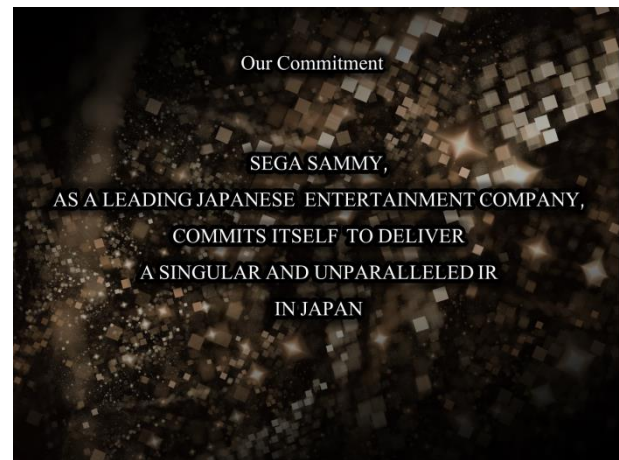 Our Commitment
SEGA SAMMY,
AS A LEADING JAPANESE ENTERTAINMENT COMPANY,
COMMITS ITSELF TO DELIVER
A SINGULAR AND UNPARALLELED IR
IN JAPAN